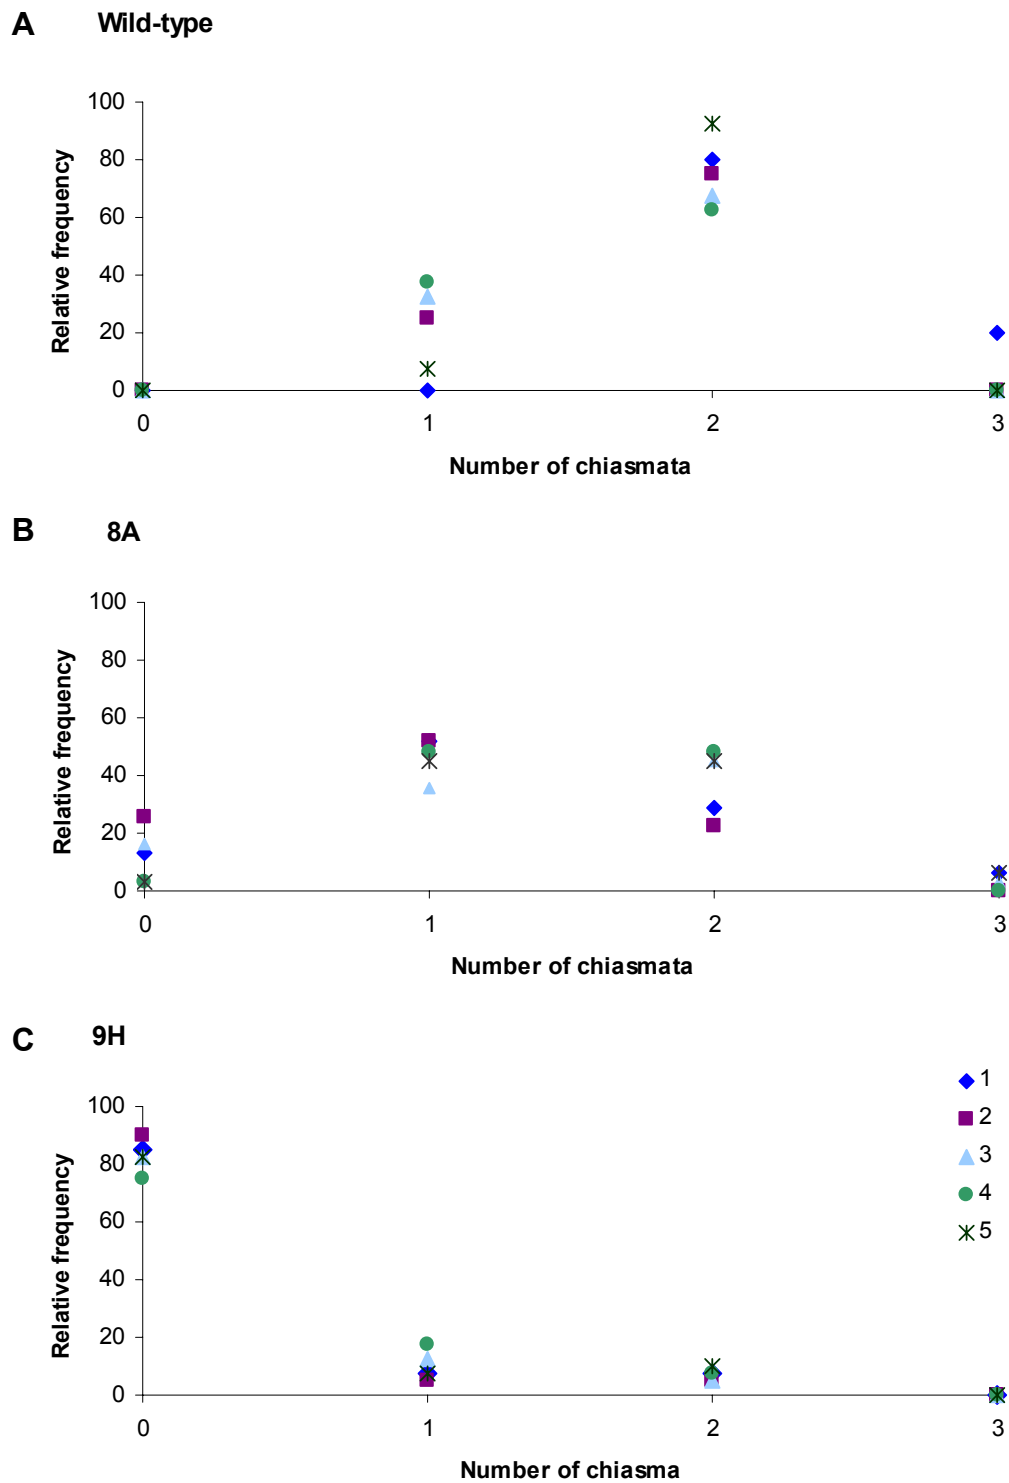 A Wild-type
100
80
60
40
20
0
Relative frequency
0 1 2 3
Number of chiasmata
B 8A
100
80
60
40
20
0
Relative frequency
0 1 2 3
Number of chiasmata
C 9H
1
2
3
4
5
100
80
60
40
20
0
Relative frequency
0 1 2 3
Number of chiasma